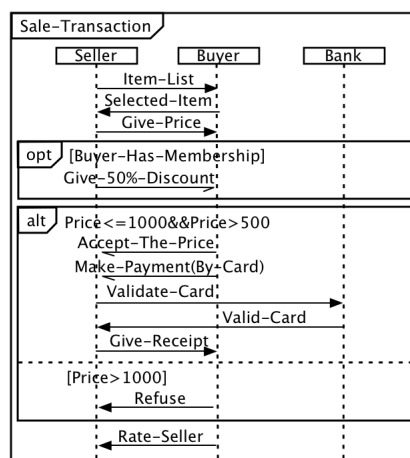 Sale-Transaction
Seller Buyer Bank
Item-List
Selected-Item
Give-Price
opt [Buyer-Has-Membership]
Give-50%-Discount
alt Price<=1000&&Price>500
Accept-The-Price
Make-Payment(By-Card)
Validate-Card
Valid-Card
Give-Receipt
[Price>1000]
Refuse
Rate-Seller